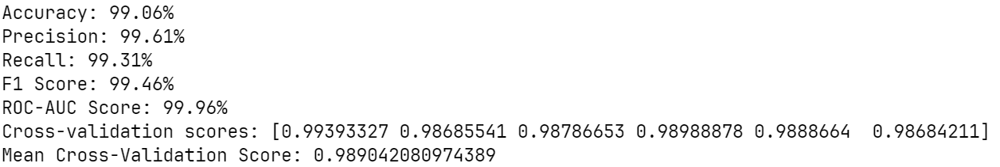 Accuracy: 99.06%
Precision: 99.61%
Recall: 99.31%
F1 Score: 99.46%
ROC-AUC Score: 99.96%
Cross-validation scores: [0.99393327 0.98685541 0.98786653 0.98988878 0.9888664  0.98684211]
Mean Cross-Validation Score: 0.989042080974389